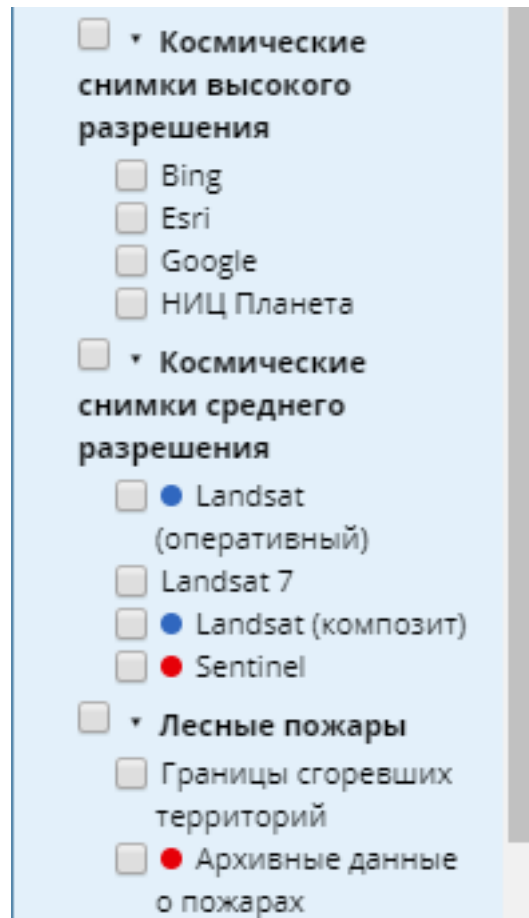 Космические
снимки высокого
разрешения
Bing
Esri
Google
НИЦ Планета
Космические
снимки среднего
разрешения
Landsat
(оперативный)
Landsat 7
Landsat (композит)
Sentinel
Лесные пожары
Границы сгоревших
территорий
Архивные данные
о пожарах